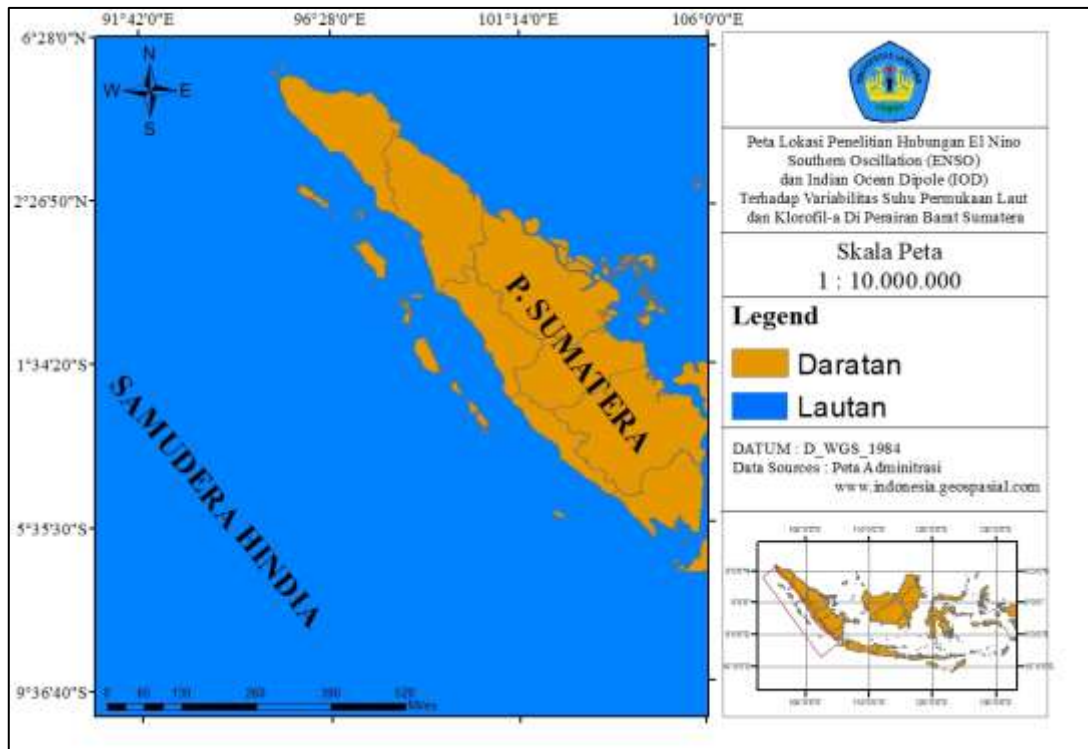 91°42'0"E
96°28'0"E
101°14'0"E
106°0'0"E
6°28'0"N
2°26'50"N
1°34'20"S
5°35'30"S
9°36'40"S
N
W E
S
P. SUMATERA
SAMUDERA HINDIA
Miles
Peta Lokasi Penelitian Hubungan El Nino
Southern Oscillation (ENSO)
dan Indian Ocean Dipole (IOD)
Terhadap Variabilitas Suhu Permukaan Laut
dan Klorofil-a Di Perairan Barat Sumatera
Skala Peta
1 : 10.000.000
Legend
Daratan
Lautan
DATUM : D_WGS_1984
Data Sources : Peta Adminitrasi
www.indonesia.geospasial.com